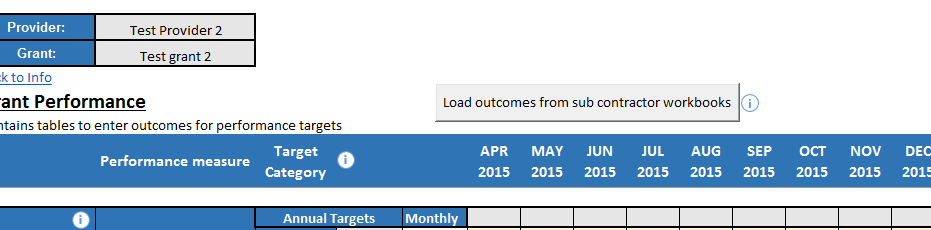 Provider: Test Provider 2
Grant: Test grant 2
ck to Info
rant Performance
Load outcomes from sub contractor workbooks
ntains tables to enter outcomes for performance targets
Performance measure Target Category APR 2015 MAY 2015 JUN 2015 JUL 2015 AUG 2015 SEP 2015 OCT 2015 NOV 2015 DEC 2015
Annual Targets Monthly